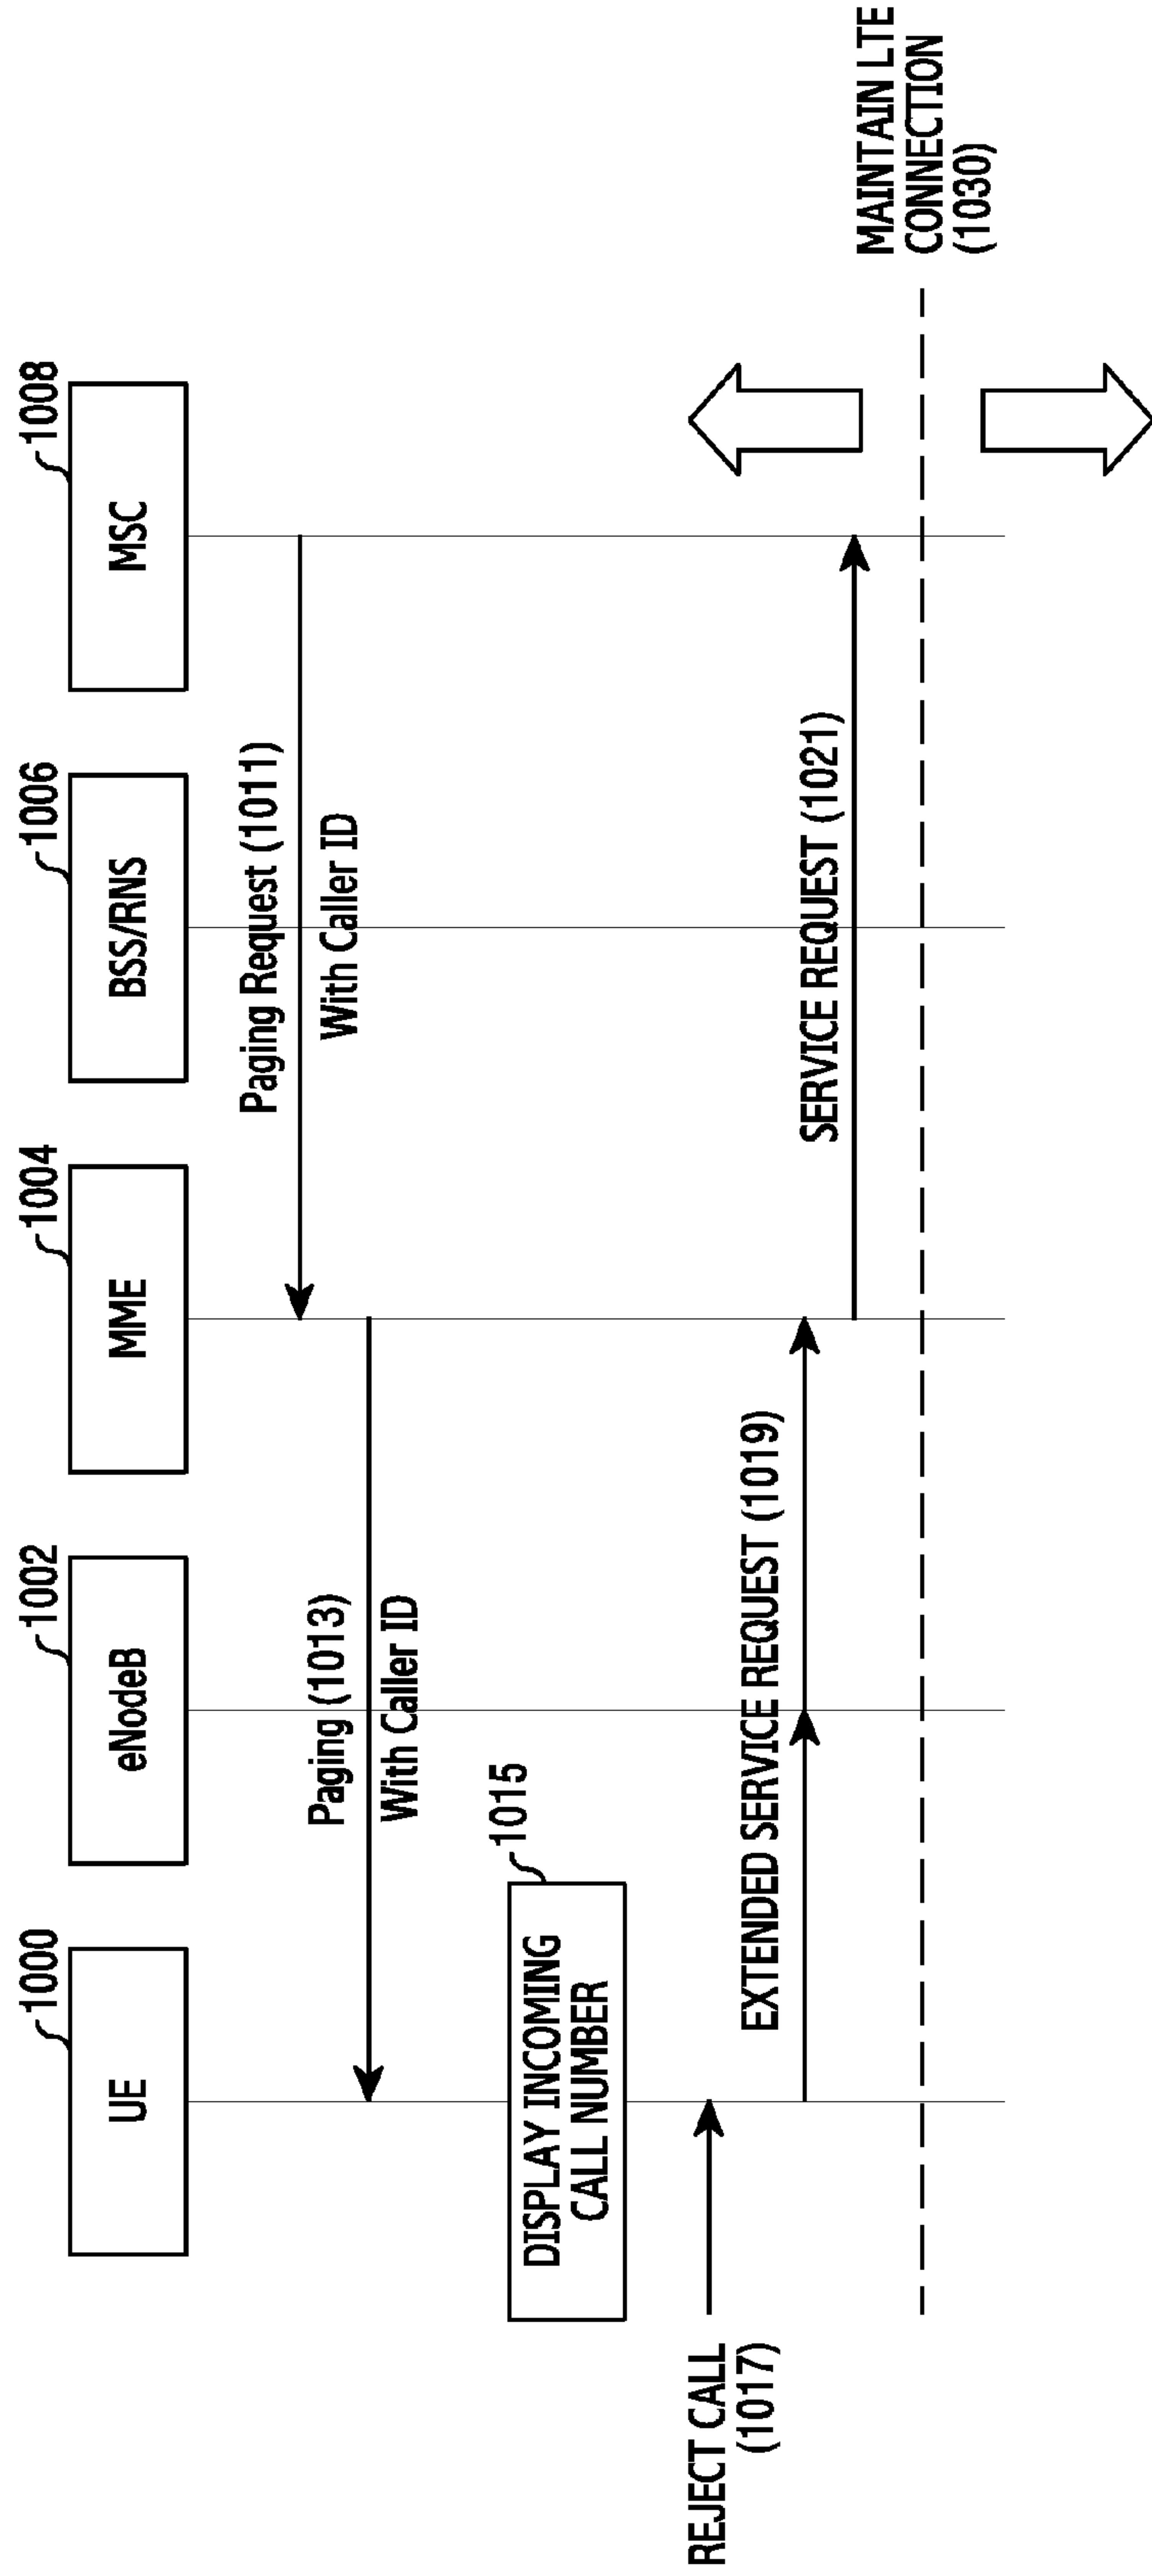 1000
1002
1004
1006
1008
UE
eNodeB
MME
BSS/RNS
MSC
Paging Request (1011)
With Caller ID
Paging (1013)
With Caller ID
1015
DISPLAY INCOMING
CALL NUMBER
REJECT CALL
(1017)
EXTENDED SERVICE REQUEST (1019)
SERVICE REQUEST (1021)
MAINTAIN LTE
CONNECTION
(1030)